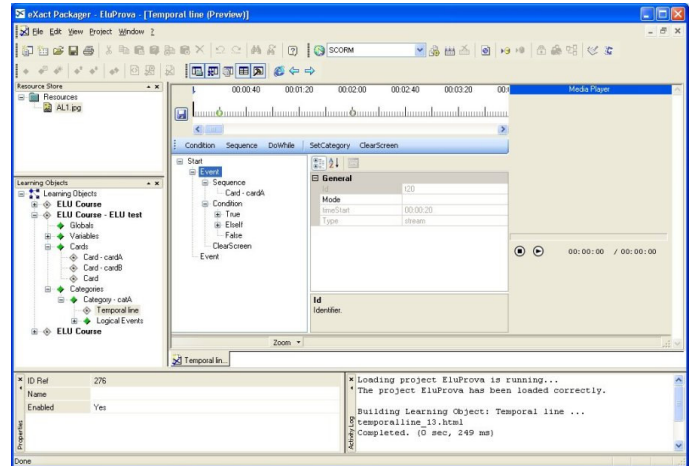 eXact Packager - EluProva - [Temporal line (Preview)]
File Edit View Project Window ?
SCORM
Resource Store
Resources
AL1.jpg
Learning Objects
Learning Objects
ELU Course
ELU Course - ELU test
Globals
Variables
Cards
Card - cardA
Card - cardB
Card
Categories
Category - catA
Temporal line
Logical Events
ELU Course
00:00:40 00:01:20 00:02:00 00:02:40 00:03:20
Condition Sequence DoWhile SetCategory ClearScreen
Start
Event
Sequence
Card - cardA
Condition
True
ElseIf
False
ClearScreen
Event
General
Id t20
Mode
timeStart 00:00:20
Type stream
Id
Identifier.
Media Player
00:00:00 / 00:00:00
Zoom
Temporal lin...
Properties
ID Ref 276
Name
Enabled Yes
Activity Log
Loading project EluProva is running...
The project EluProva has been loaded correctly.
Building Learning Object: Temporal line ...
temporalline_13.html
Completed. (0 sec, 249 ms)
Done